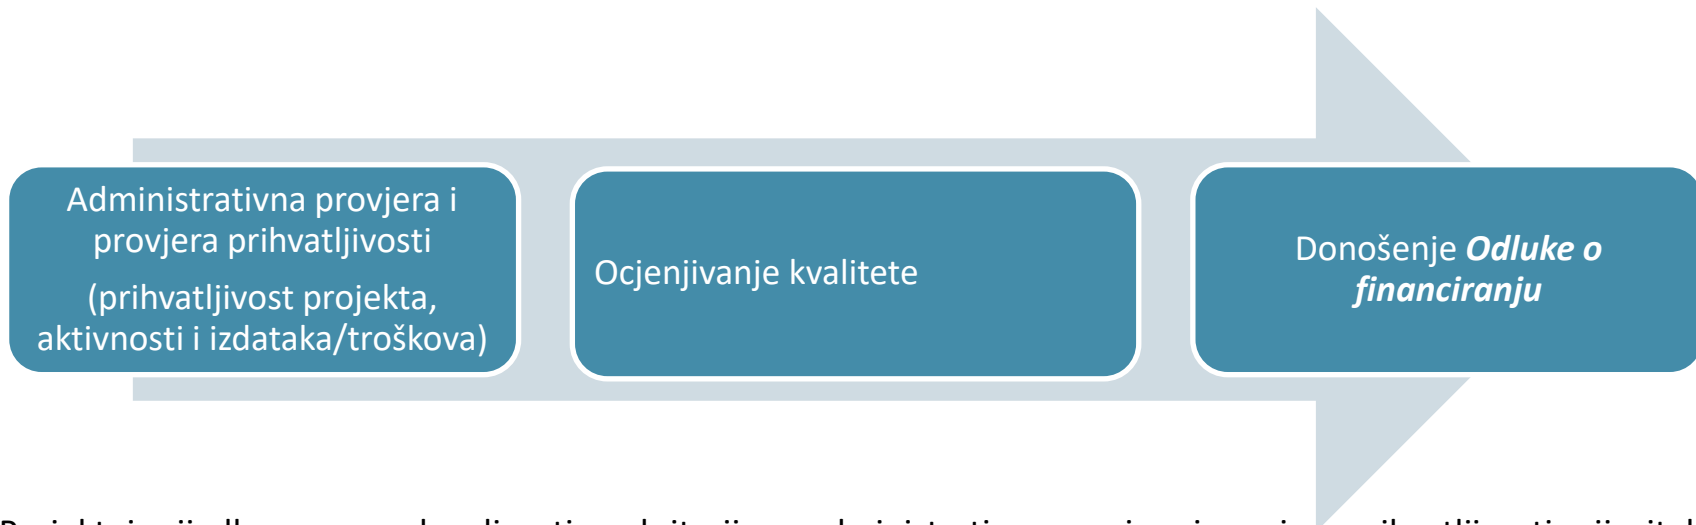 Administrativna provjera i
provjera prihvatljivosti
(prihvatljivost projekta,
aktivnosti i izdataka/troškova)
Ocjenjivanje kvalitete
Donošenje Odluke o
financiranju